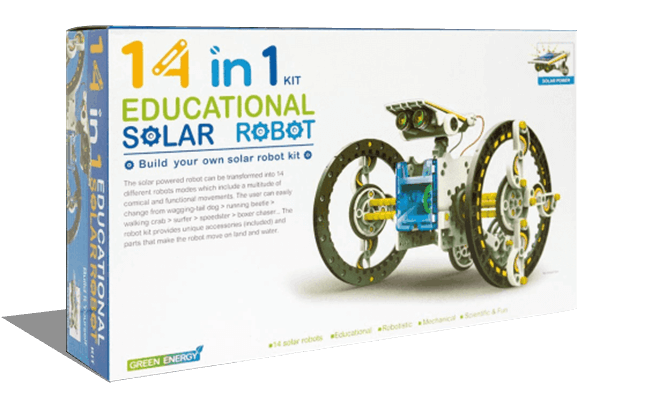 14 in 1 KIT
EDUCATIONAL
SOLAR ROBOT
Build your own solar robot kit
The solar powered robot can be transformed into 14
different robots modes which include a multitude of
comical and functional movements. The user can easily
change from wagging-tail dog > running beetle >
walking crab > surfer > speedster > boxer chaser... The
robot kit provides unique accessories (included) and
parts that make the robot move on land and water.
SOLAR POWER
14 solar robots Educational Robotistic Mechanical Scientific & Fun
GREEN ENERGY
14 in 1
EDUCATIONAL
SOLAR ROBOT
KIT